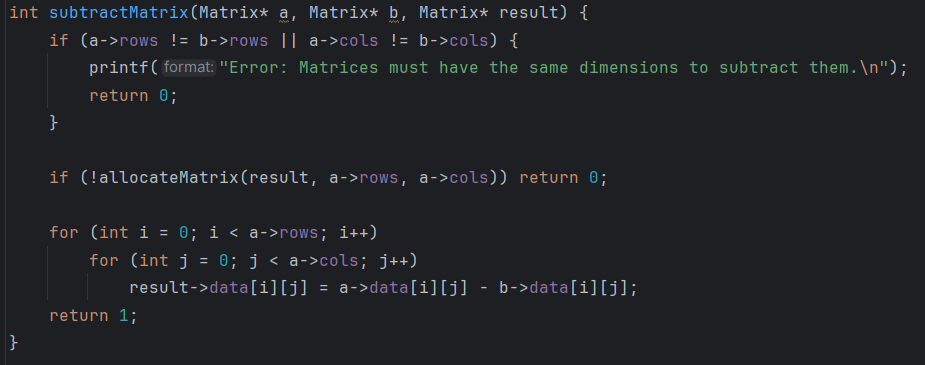 int subtractMatrix(Matrix* a, Matrix* b, Matrix* result) {
    if (a->rows != b->rows || a->cols != b->cols) {
        printf( format: "Error: Matrices must have the same dimensions to subtract them.\n");
        return 0;
    }

    if (!allocateMatrix(result, a->rows, a->cols)) return 0;

    for (int i = 0; i < a->rows; i++)
        for (int j = 0; j < a->cols; j++)
            result->data[i][j] = a->data[i][j] - b->data[i][j];
    return 1;
}